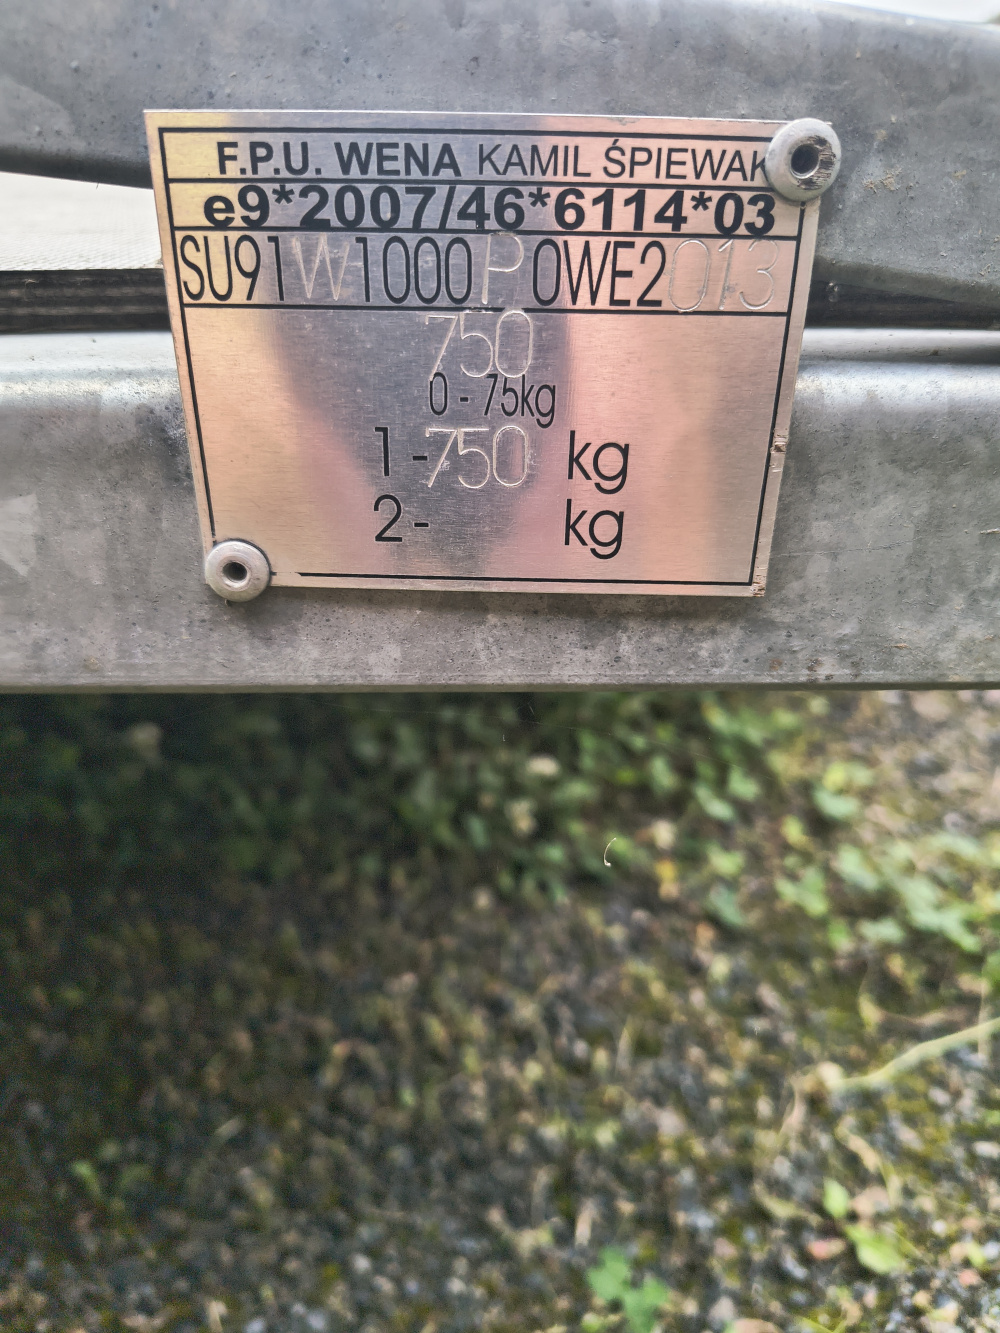 F.P.U. WENA KAMIL ŚPIEWAK
e9*2007/46*6114*03
SU91W1000P0WE2013
750
0 - 75kg
1 -750 kg
2 - kg